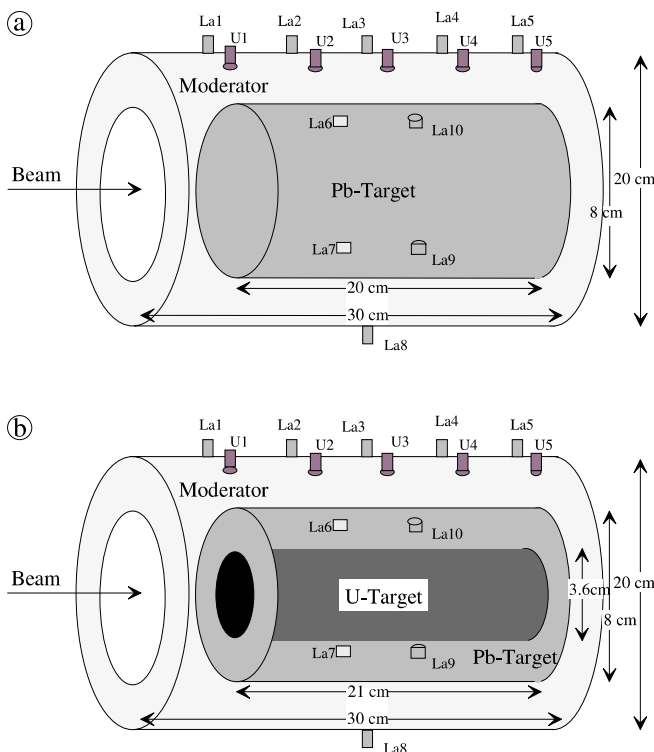 a
La1 U1 La2 U2 La3 U3 La4 U4 La5 U5
Moderator
La6 La10
Beam
Pb-Target
20 cm
8 cm
La7 La9
20 cm
30 cm
La8
b
La1 U1 La2 U2 La3 U3 La4 U4 La5 U5
Moderator
La6 La10
Beam
U-Target
3.6cm
20 cm
8 cm
La7 La9
Pb-Target
21 cm
30 cm
La8